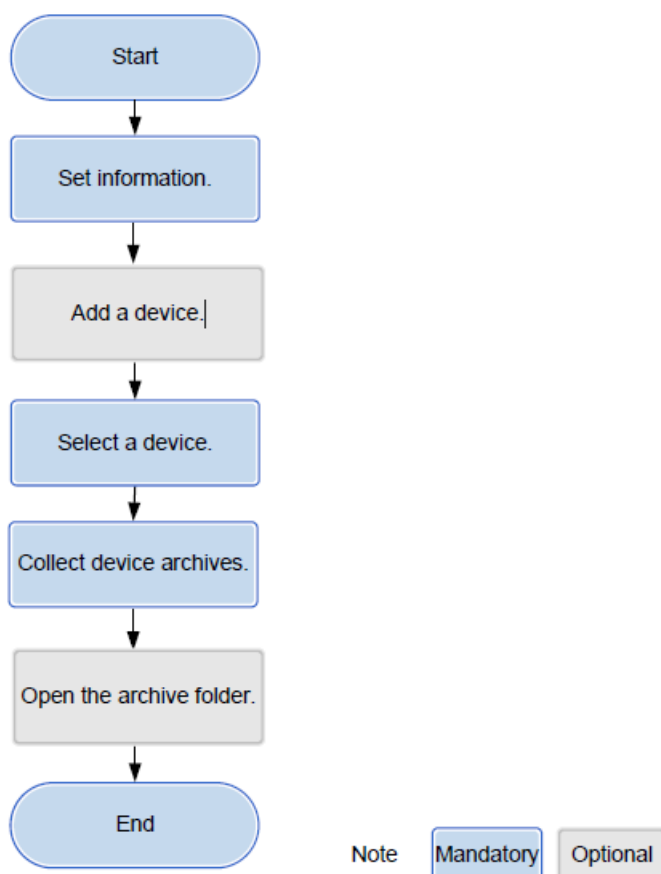 Start
Set information.
Add a device.
Select a device.
Collect device archives.
Open the archive folder.
End
Note Mandatory Optional